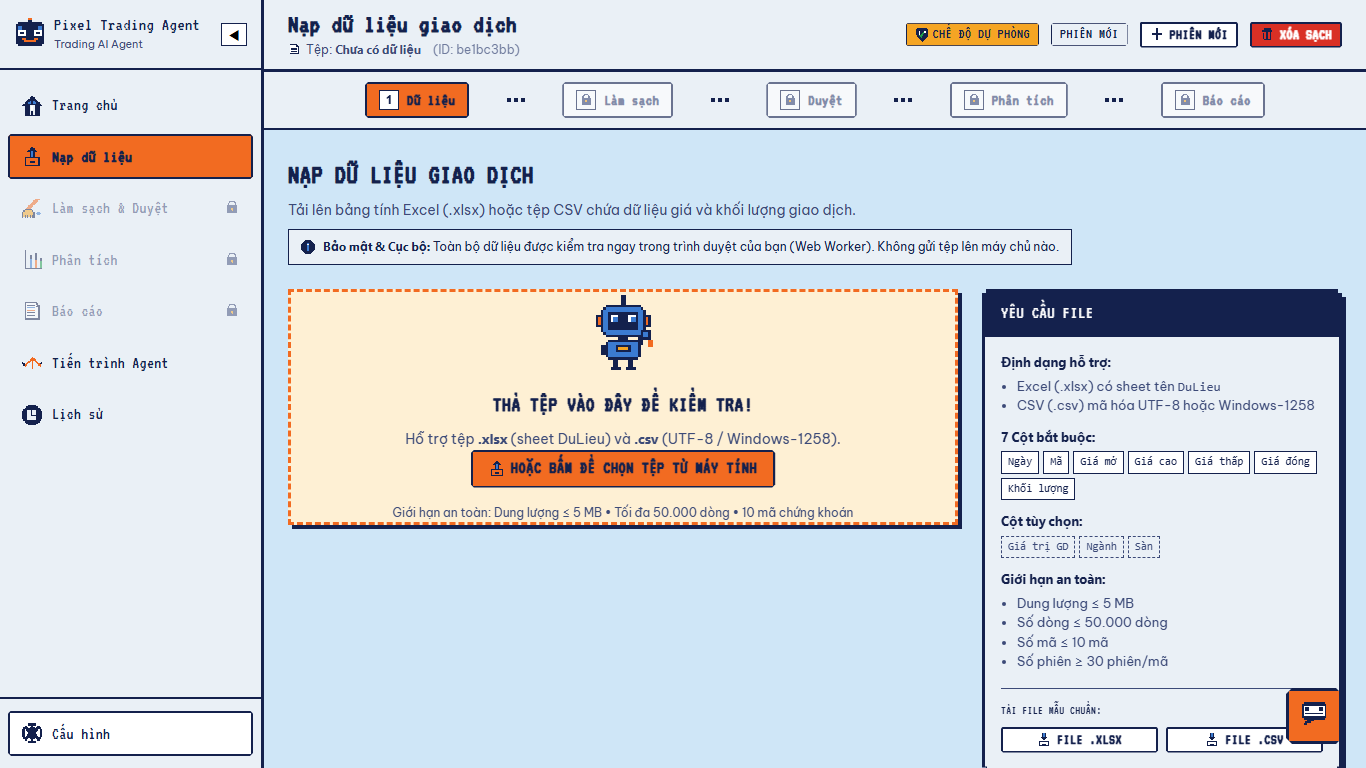 Pixel Trading Agent
Trading AI Agent
Trang chủ
Nạp dữ liệu
Làm sạch & Duyệt
Phân tích
Báo cáo
Tiến trình Agent
Lịch sử
Cấu hình
Nạp dữ liệu giao dịch
Tệp: Chưa có dữ liệu (ID: be1bc3bb)
CHẾ ĐỘ DỰ PHÒNG
PHIÊN MỚI
PHIÊN MỚI
XÓA SẠCH
1 Dữ liệu
Làm sạch
Duyệt
Phân tích
Báo cáo
NẠP DỮ LIỆU GIAO DỊCH
Tải lên bảng tính Excel (.xlsx) hoặc tệp CSV chứa dữ liệu giá và khối lượng giao dịch.
Bảo mật & Cục bộ: Toàn bộ dữ liệu được kiểm tra ngay trong trình duyệt của bạn (Web Worker). Không gửi tệp lên máy chủ nào.
THẢ TỆP VÀO ĐÂY ĐỂ KIỂM TRA!
Hỗ trợ tệp .xlsx (sheet DuLieu) và .csv (UTF-8 / Windows-1258).
HOẶC BẤM ĐỂ CHỌN TỆP TỪ MÁY TÍNH
Giới hạn an toàn: Dung lượng ≤ 5 MB • Tối đa 50.000 dòng • 10 mã chứng khoán
YÊU CẦU FILE
Định dạng hỗ trợ:
• Excel (.xlsx) có sheet tên DuLieu
• CSV (.csv) mã hóa UTF-8 hoặc Windows-1258
7 Cột bắt buộc:
Ngày Mã Giá mở Giá cao Giá thấp Giá đóng
Khối lượng
Cột tùy chọn:
Giá trị GD Ngành Sàn
Giới hạn an toàn:
• Dung lượng ≤ 5 MB
• Số dòng ≤ 50.000 dòng
• Số mã ≤ 10 mã
• Số phiên ≥ 30 phiên/mã
TẢI FILE MẪU CHUẨN:
FILE .XLSX
FILE .CSV